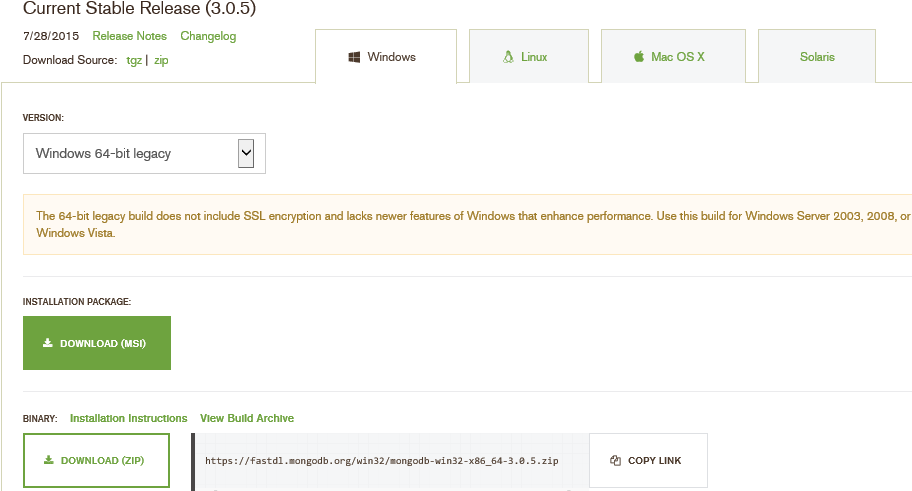 Current Stable Release (3.0.5)
7/28/2015 Release Notes Changelog
Download Source: tgz | zip
Windows Linux Mac OS X Solaris
VERSION:
Windows 64-bit legacy
The 64-bit legacy build does not include SSL encryption and lacks newer features of Windows that enhance performance. Use this build for Windows Server 2003, 2008, or
Windows Vista.
INSTALLATION PACKAGE:
DOWNLOAD (MSI)
BINARY: Installation Instructions View Build Archive
DOWNLOAD (ZIP) https://fastdl.mongodb.org/win32/mongodb-win32-x86_64-3.0.5.zip COPY LINK